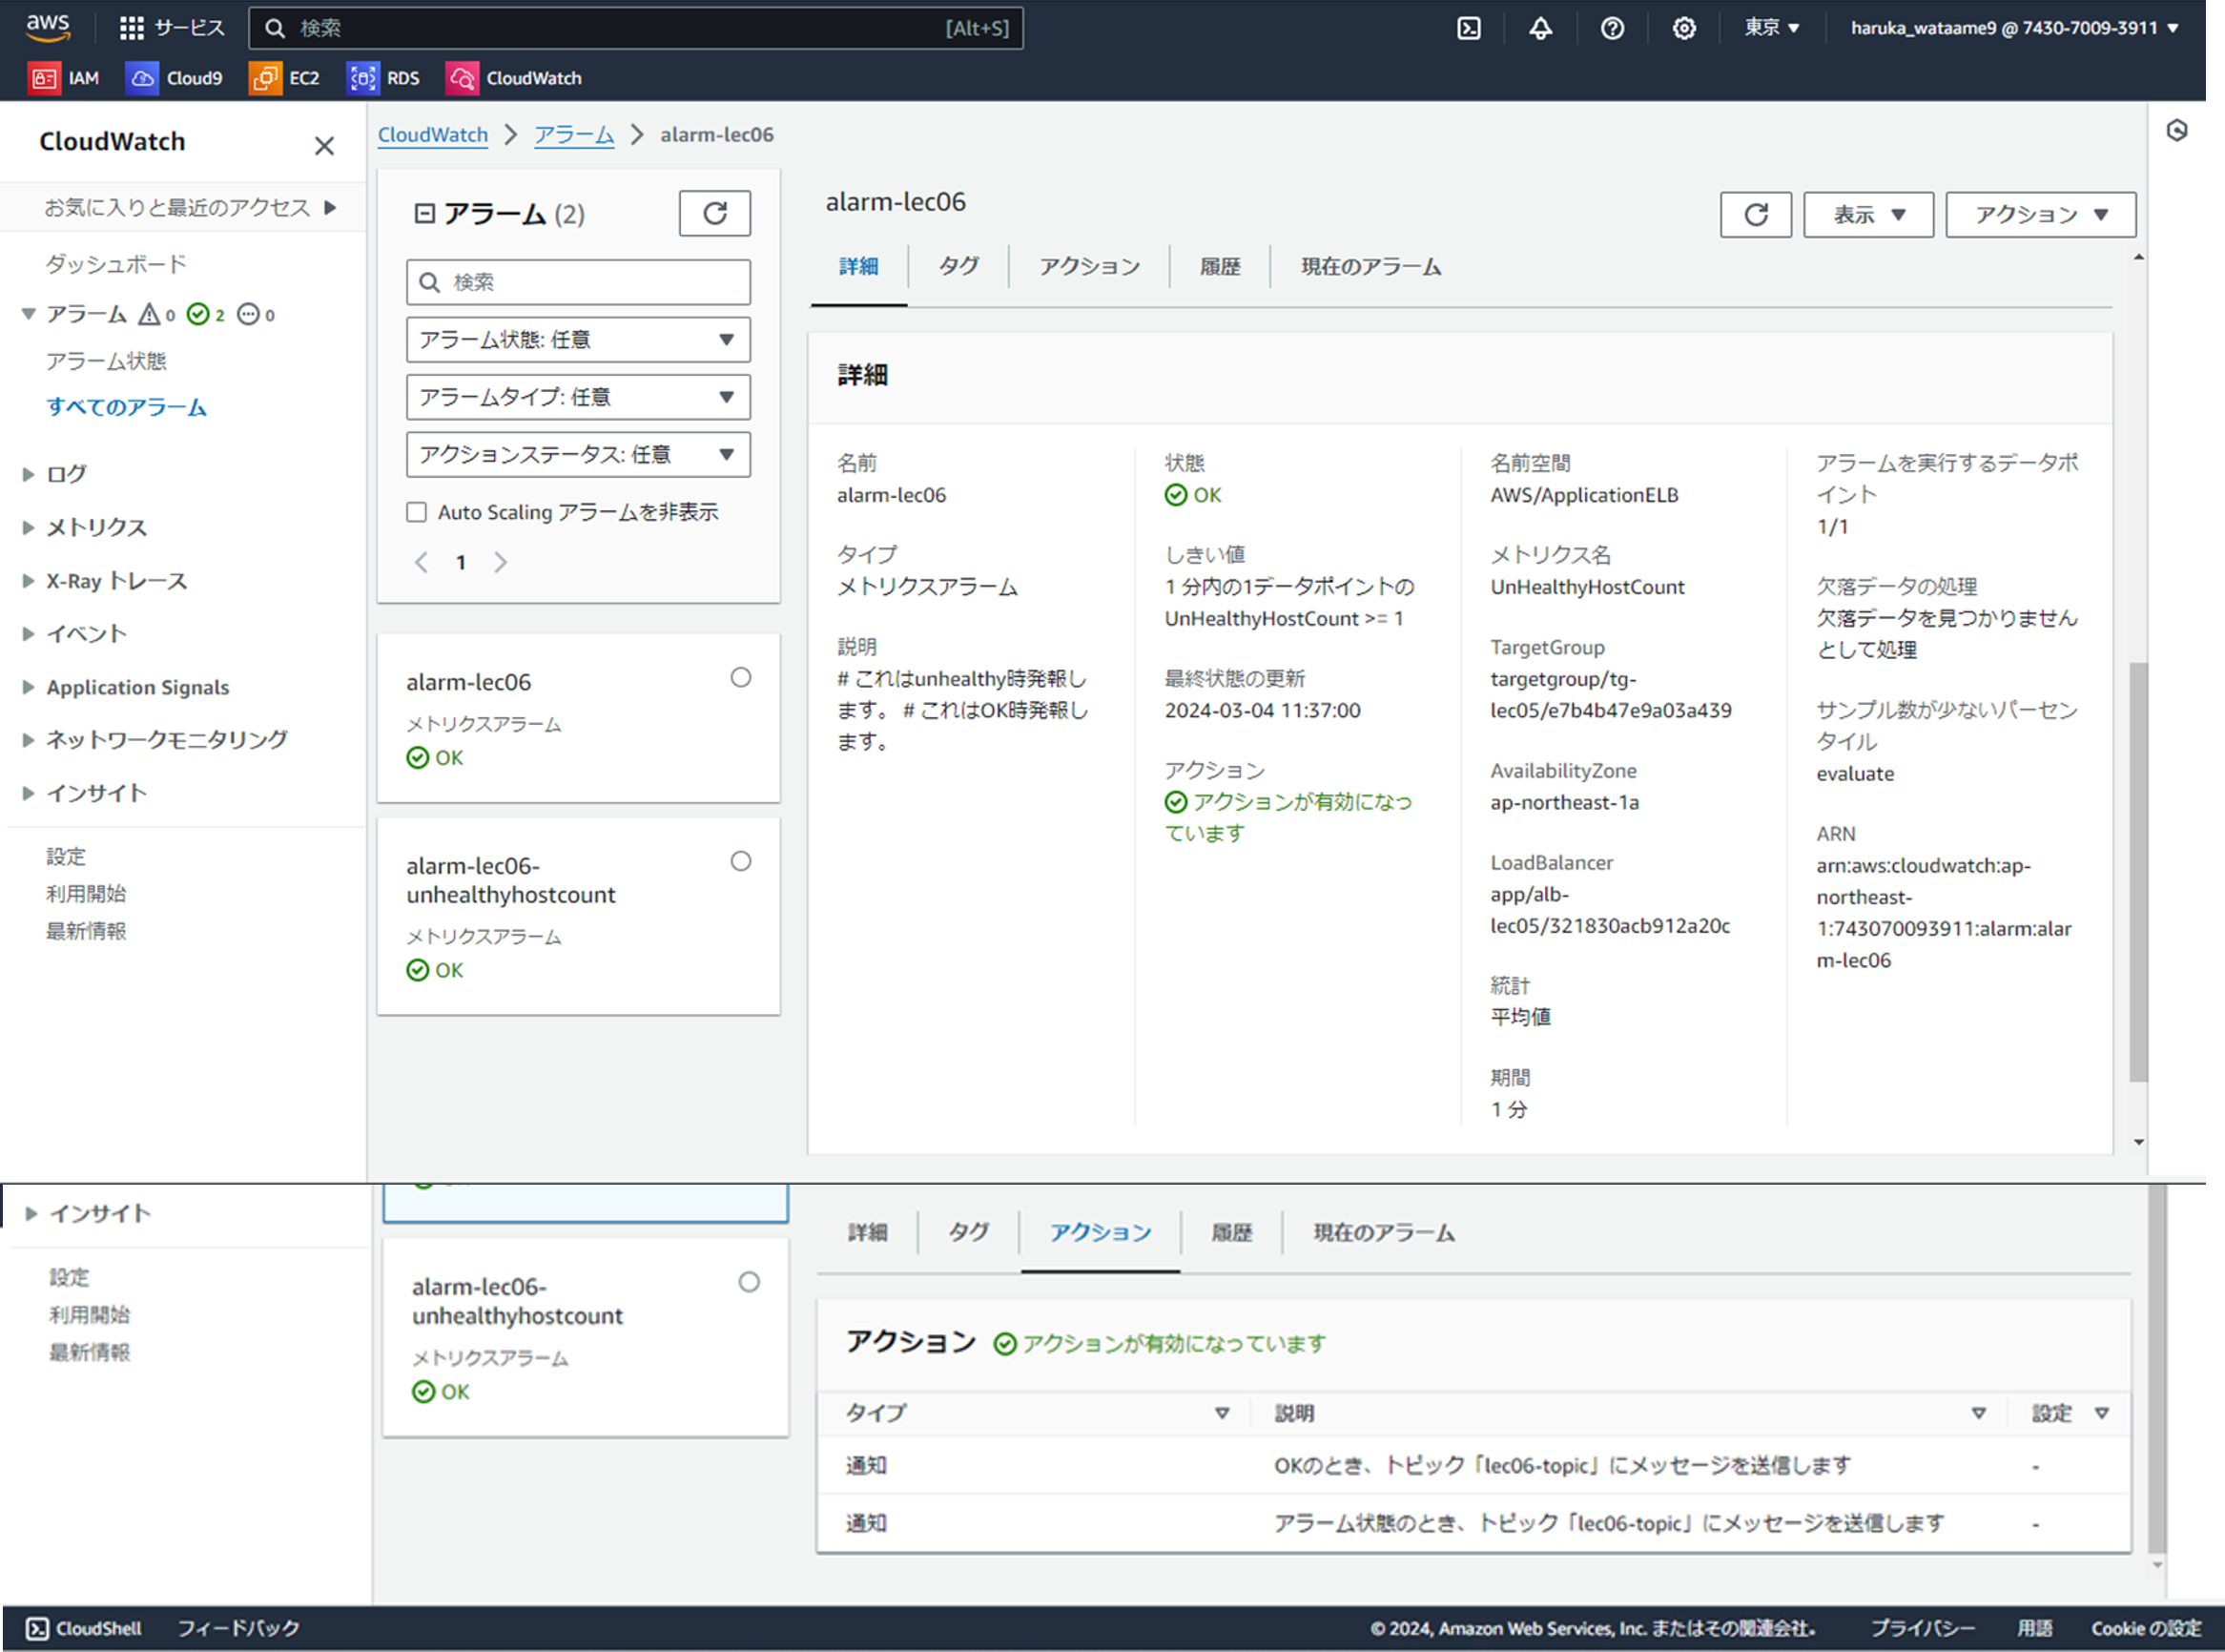 aws
サービス
検索
[Alt+S]
東京
haruka_wataame9 @ 7430-7009-3911
IAM
Cloud9
EC2
RDS
CloudWatch
CloudWatch
お気に入りと最近のアクセス
ダッシュボード
アラーム 0 2 0
アラーム状態
すべてのアラーム
ログ
メトリクス
X-Ray トレース
イベント
Application Signals
ネットワークモニタリング
インサイト
設定
利用開始
最新情報
CloudWatch
アラーム
alarm-lec06
アラーム (2)
検索
アラーム状態: 任意
アラームタイプ: 任意
アクションステータス: 任意
Auto Scaling アラームを非表示
1
alarm-lec06
メトリクスアラーム
OK
alarm-lec06-
unhealthyhostcount
メトリクスアラーム
OK
alarm-lec06
表示
アクション
詳細
タグ
アクション
履歴
現在のアラーム
詳細
名前
alarm-lec06
タイプ
メトリクスアラーム
説明
# これはunhealthy時発報し
ます。 # これはOK時発報し
ます。
状態
OK
しきい値
1 分内の1データポイントの
UnHealthyHostCount >= 1
最終状態の更新
2024-03-04 11:37:00
アクション
アクションが有効になっ
ています
名前空間
AWS/ApplicationELB
メトリクス名
UnHealthyHostCount
TargetGroup
targetgroup/tg-
lec05/e7b4b47e9a03a439
AvailabilityZone
ap-northeast-1a
LoadBalancer
app/alb-
lec05/321830acb912a20c
統計
平均値
期間
1 分
アラームを実行するデータポ
イント
1/1
欠落データの処理
欠落データを見つかりません
として処理
サンプル数が少ないパーセン
タイル
evaluate
ARN
arn:aws:cloudwatch:ap-
northeast-
1:743070093911:alarm:alar
m-lec06
インサイト
設定
利用開始
最新情報
alarm-lec06-
unhealthyhostcount
メトリクスアラーム
OK
詳細
タグ
アクション
履歴
現在のアラーム
アクション アクションが有効になっています
タイプ
説明
設定
通知
OKのとき、トピック「lec06-topic」にメッセージを送信します
-
通知
アラーム状態のとき、トピック「lec06-topic」にメッセージを送信します
-
CloudShell
フィードバック
© 2024, Amazon Web Services, Inc. またはその関連会社。
プライバシー
用語
Cookie の設定